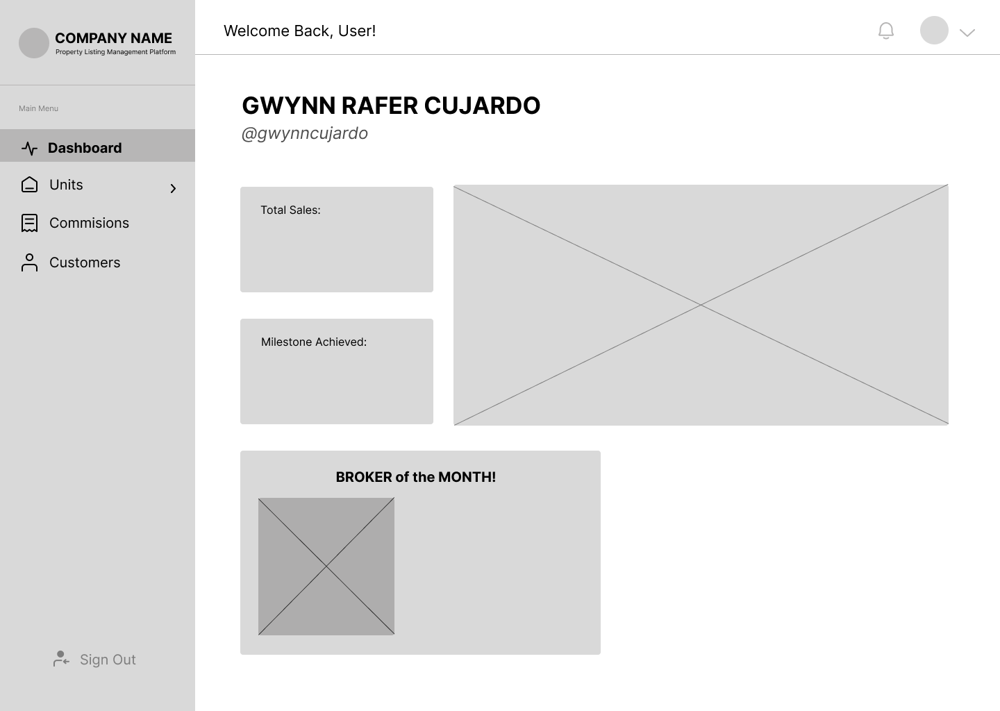 COMPANY NAME
Property Listing Management Platform
Main Menu
Dashboard
Units
Commisions
Customers
Sign Out
Welcome Back, User!
GWYNN RAFER CUJARDO
@gwynncujardo
Total Sales:
Milestone Achieved:
BROKER of the MONTH!